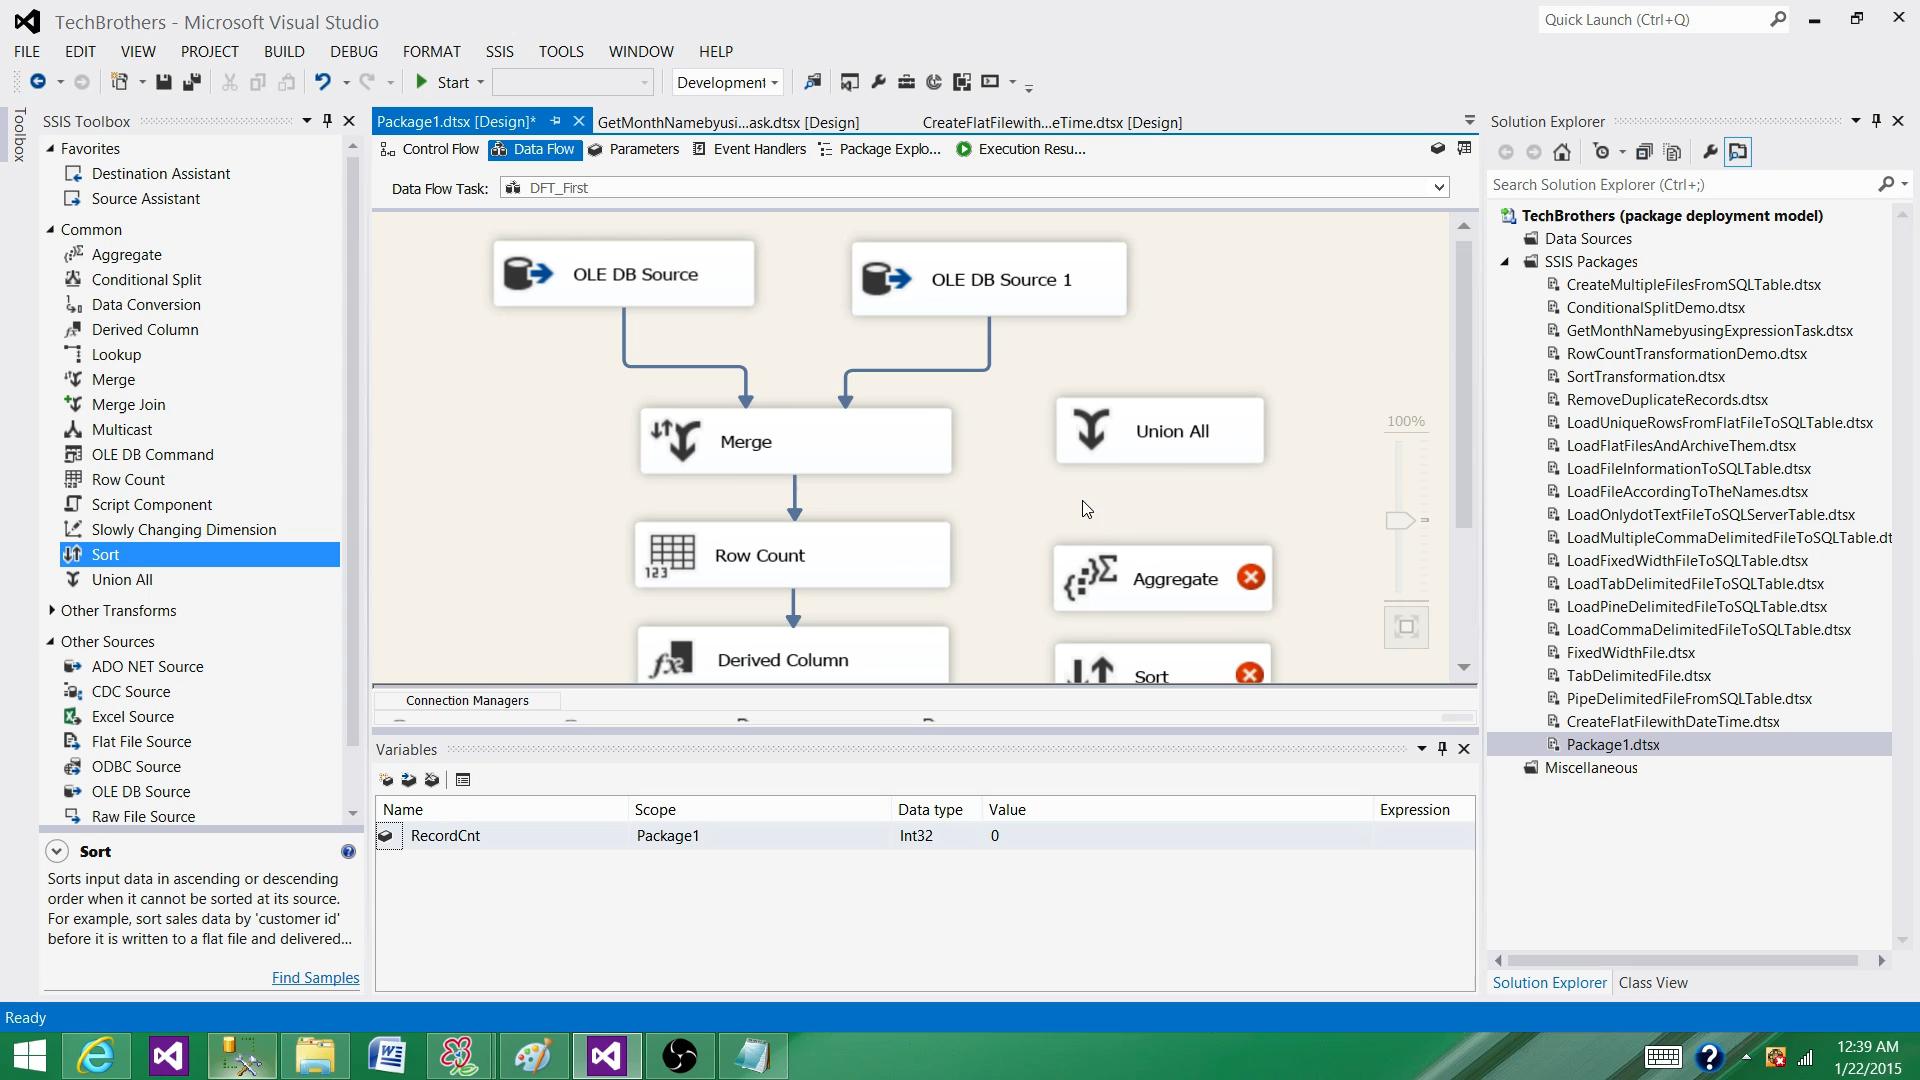 TechBrothers - Microsoft Visual Studio
Quick Launch (Ctrl+Q)
FILE EDIT VIEW PROJECT BUILD DEBUG FORMAT SSIS TOOLS WINDOW HELP
Start
Development
Toolbox
SSIS Toolbox
Favorites
Destination Assistant
Source Assistant
Common
Aggregate
Conditional Split
Data Conversion
Derived Column
Lookup
Merge
Merge Join
Multicast
OLE DB Command
Row Count
Script Component
Slowly Changing Dimension
Sort
Union All
Other Transforms
Other Sources
ADO NET Source
CDC Source
Excel Source
Flat File Source
ODBC Source
OLE DB Source
Raw File Source
Sort
Sorts input data in ascending or descending
order when it cannot be sorted at its source.
For example, sort sales data by 'customer id'
before it is written to a flat file and delivered...
Find Samples
Package1.dtsx [Design]* GetMonthNamebyusi...ask.dtsx [Design] CreateFlatFilewith...eTime.dtsx [Design]
Control Flow Data Flow Parameters Event Handlers Package Explo... Execution Resu...
Data Flow Task: DFT_First
OLE DB Source
OLE DB Source 1
Merge
Union All
100%
Row Count
123
Aggregate
Derived Column
Sort
Connection Managers
Variables
Name Scope Data type Value Expression
RecordCnt Package1 Int32 0
Solution Explorer
Search Solution Explorer (Ctrl+;)
TechBrothers (package deployment model)
Data Sources
SSIS Packages
CreateMultipleFilesFromSQLTable.dtsx
ConditionalSplitDemo.dtsx
GetMonthNamebyusingExpressionTask.dtsx
RowCountTransformationDemo.dtsx
SortTransformation.dtsx
RemoveDuplicateRecords.dtsx
LoadUniqueRowsFromFlatFileToSQLTable.dtsx
LoadFlatFilesAndArchiveThem.dtsx
LoadFileInformationToSQLTable.dtsx
LoadFileAccordingToTheNames.dtsx
LoadOnlydotTextFileToSQLServerTable.dtsx
LoadMultipleCommaDelimitedFileToSQLTable.dt
LoadFixedWidthFileToSQLTable.dtsx
LoadTabDelimitedFileToSQLTable.dtsx
LoadPineDelimitedFileToSQLTable.dtsx
LoadCommaDelimitedFileToSQLTable.dtsx
FixedWidthFile.dtsx
TabDelimitedFile.dtsx
PipeDelimitedFileFromSQLTable.dtsx
CreateFlatFilewithDateTime.dtsx
Package1.dtsx
Miscellaneous
Solution Explorer Class View
Ready
12:39 AM
1/22/2015